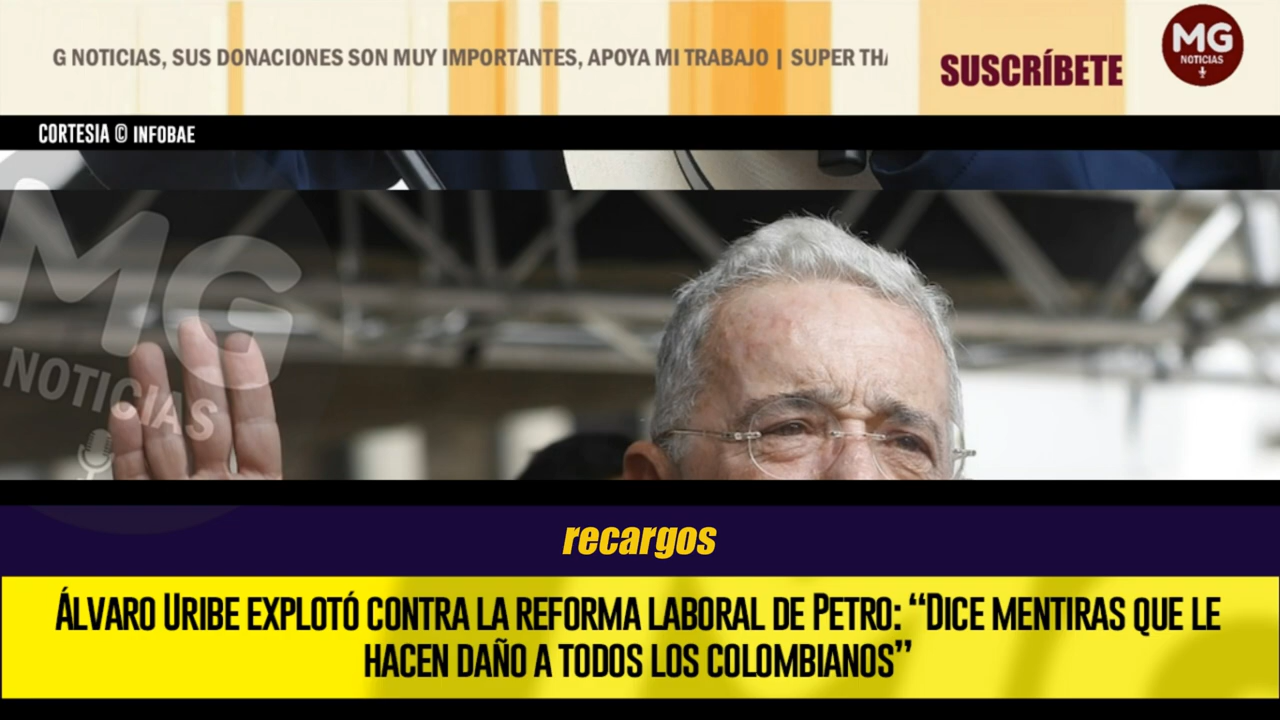 G NOTICIAS, SUS DONACIONES SON MUY IMPORTANTES, APOYA MI TRABAJO | SUPER THA
SUSCRÍBETE
MG
NOTICIAS
CORTESIA © INFOBAE
MG
NOTICIAS
recargos
ÁLVARO URIBE EXPLOTÓ CONTRA LA REFORMA LABORAL DE PETRO: “DICE MENTIRAS QUE LE
HACEN DAÑO A TODOS LOS COLOMBIANOS”